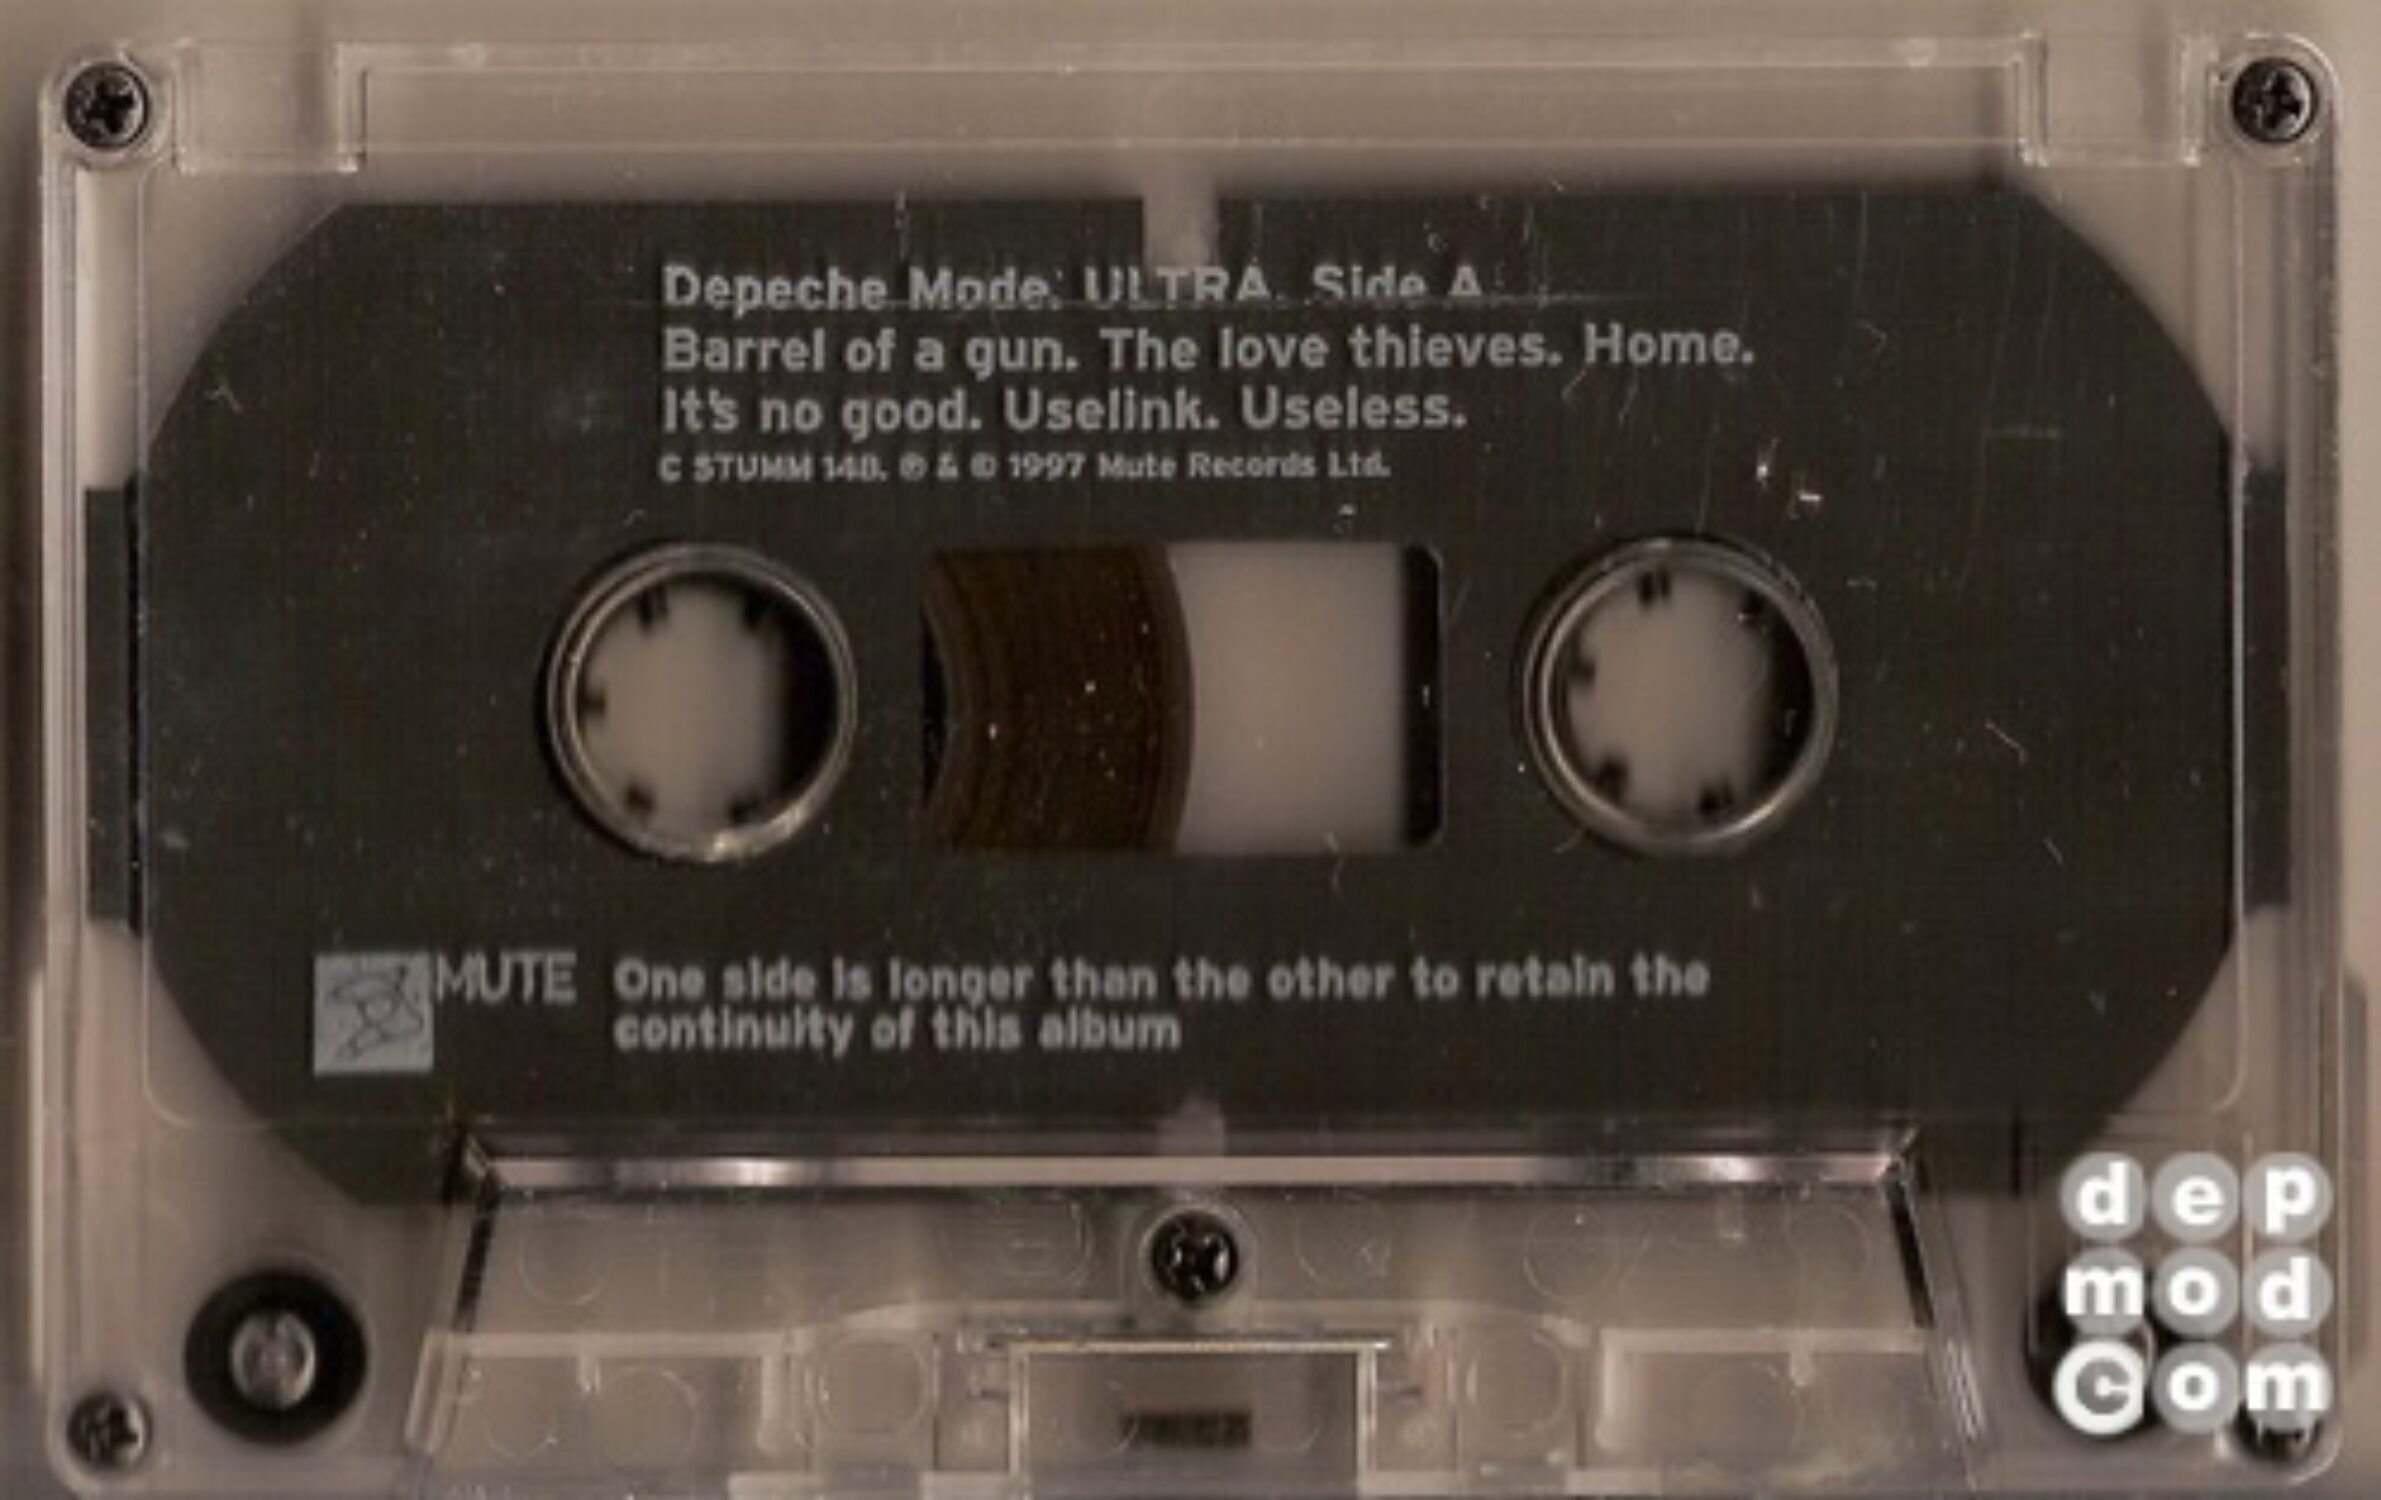 Depeche Mode. ULTRA. Side A.
Barrel of a gun. The love thieves. Home.
It's no good. Uselink. Useless.
C STUMM 148. ℗ & © 1997 Mute Records Ltd.
MUTE
One side is longer than the other to retain the
continuity of this album
dep
mod
com